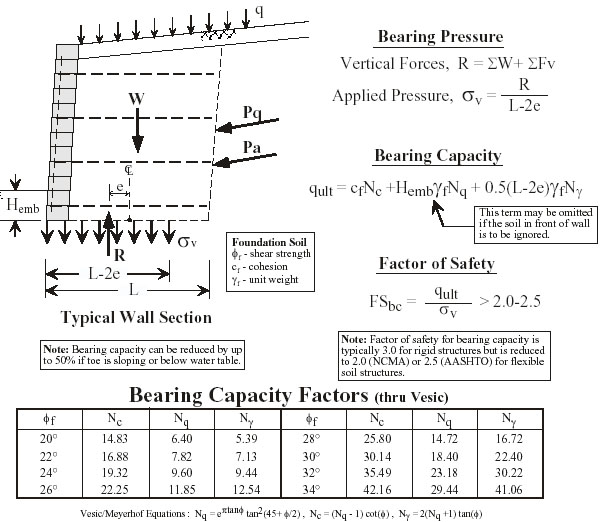 q
W
Pq
Pa
℄
e
Hemb
R
σv
L-2e
L
Foundation Soil
ϕf - shear strength
cf - cohesion
γf - unit weight
Typical Wall Section
Note: Bearing capacity can be reduced by up
to 50% if toe is sloping or below water table.
Bearing Pressure
Vertical Forces, R = ΣW+ ΣFv
Applied Pressure, σv = R / L-2e
Bearing Capacity
qult = cfNc +HembγfNq + 0.5(L-2e)γfNγ
This term may be omitted
if the soil in front of wall
is to be ignored.
Factor of Safety
FSbc = qult / σv > 2.0-2.5
Note: Factor of safety for bearing capacity is
typically 3.0 for rigid structures but is reduced
to 2.0 (NCMA) or 2.5 (AASHTO) for flexible
soil structures.
Bearing Capacity Factors (thru Vesic)
ϕf Nc Nq Nγ ϕf Nc Nq Nγ
20° 14.83 6.40 5.39 28° 25.80 14.72 16.72
22° 16.88 7.82 7.13 30° 30.14 18.40 22.40
24° 19.32 9.60 9.44 32° 35.49 23.18 30.22
26° 22.25 11.85 12.54 34° 42.16 29.44 41.06
Vesic/Meyerhof Equations : Nq = e^πtanϕ tan²(45+ ϕ/2) , Nc = (Nq - 1) cot(ϕ) , Nγ = 2(Nq +1) tan(ϕ)